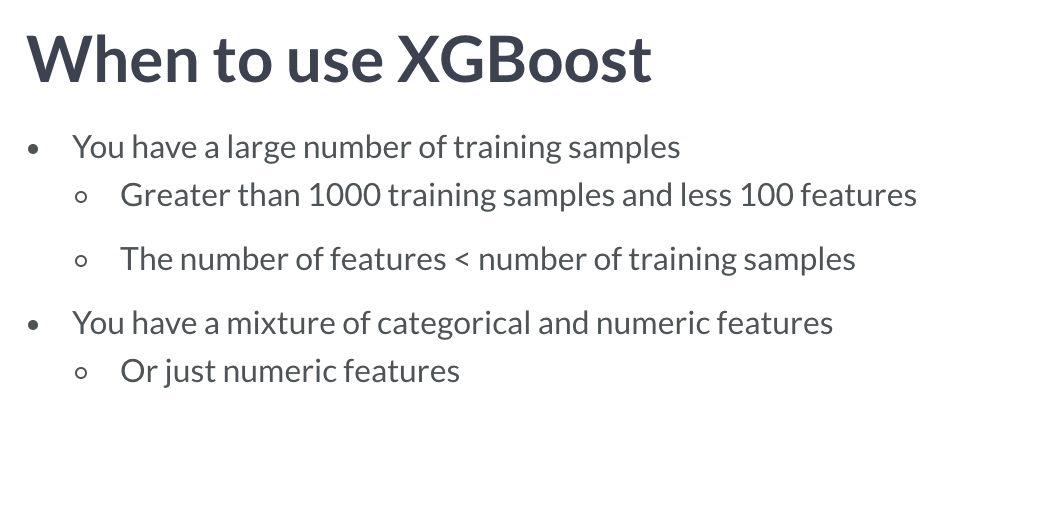 When to use XGBoost
• You have a large number of training samples
○ Greater than 1000 training samples and less 100 features
○ The number of features < number of training samples
• You have a mixture of categorical and numeric features
○ Or just numeric features